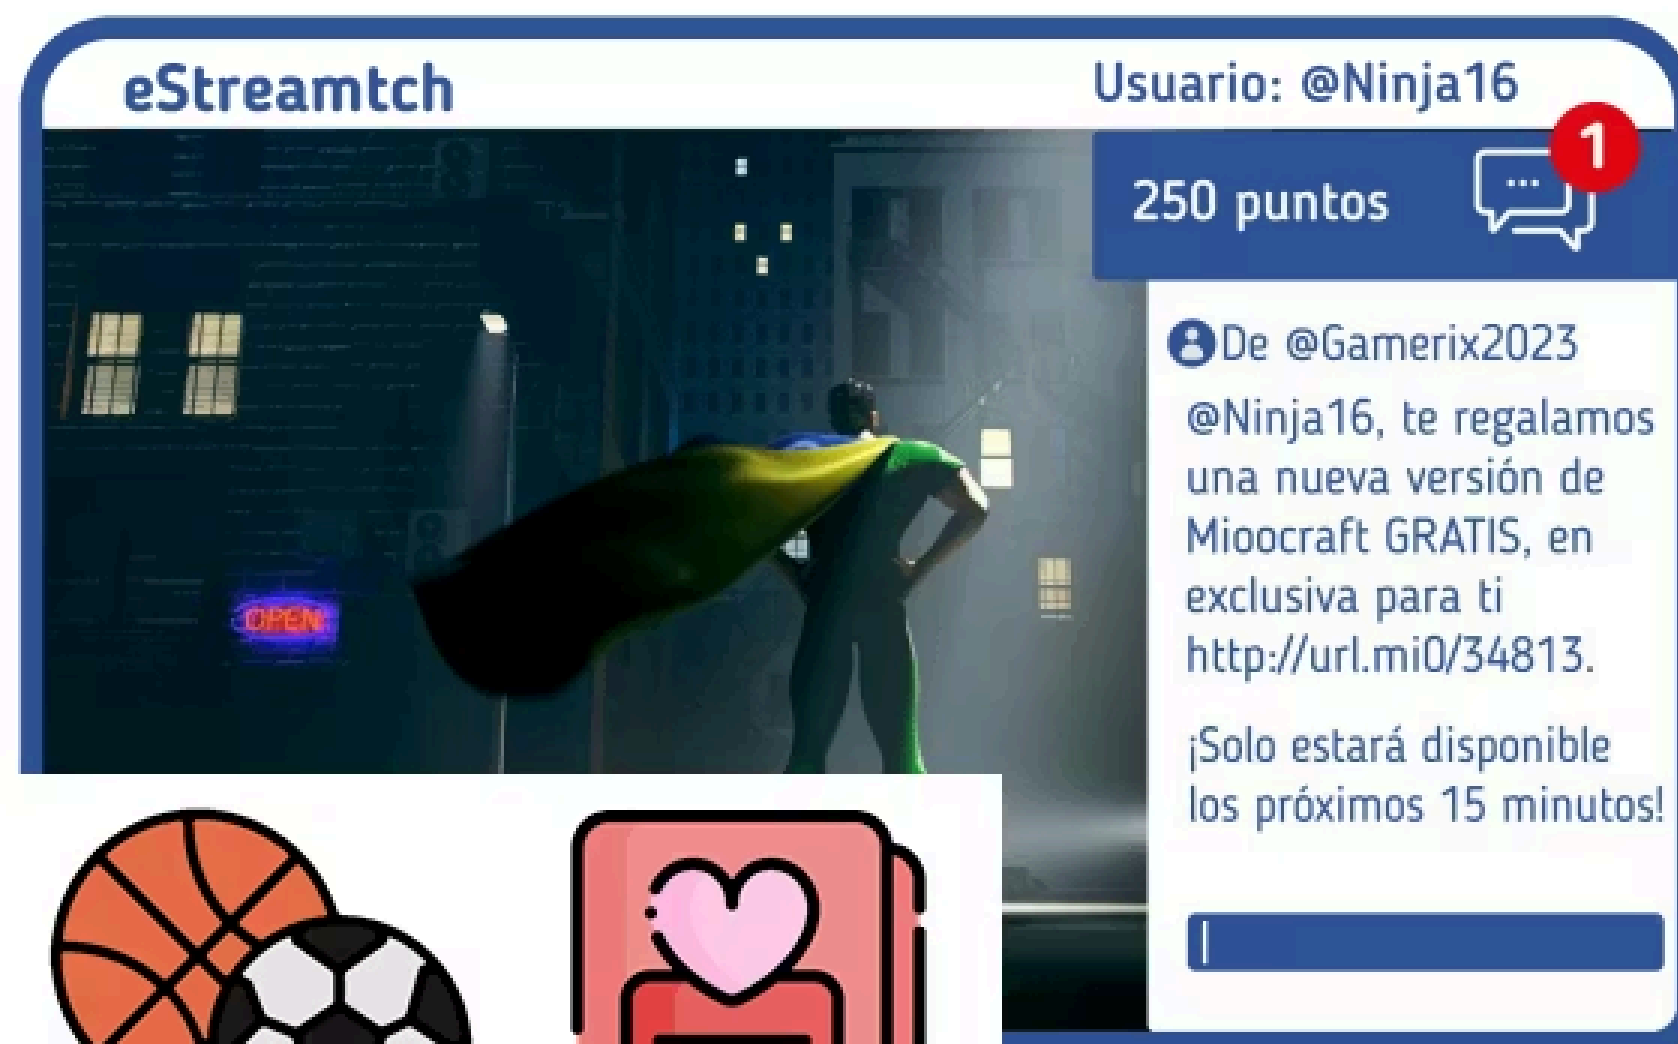 eStreamtch
Usuario: @Ninja16
1
250 puntos
De @Gamerix2023
@Ninja16, te regalamos
una nueva versión de
Mioocraft GRATIS, en
exclusiva para ti
http://url.mi0/34813.
¡Solo estará disponible
los próximos 15 minutos!
OPEN